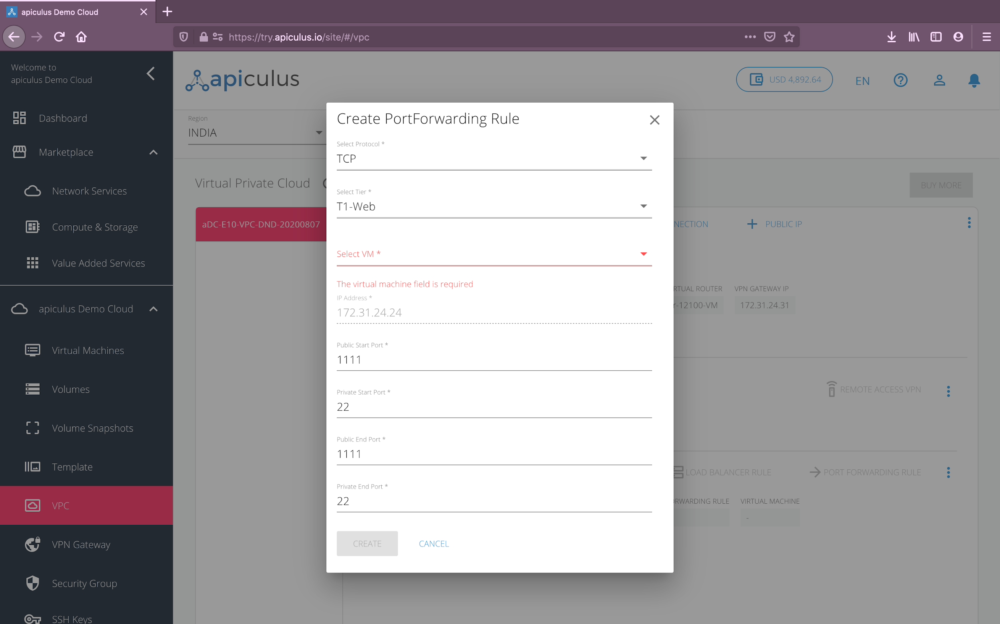 apiculus Demo Cloud
https://try.apiculus.io/site/#/vpc
Welcome to
apiculus Demo Cloud
Dashboard
Marketplace
Network Services
Compute & Storage
Value Added Services
apiculus Demo Cloud
Virtual Machines
Volumes
Volume Snapshots
Template
VPC
VPN Gateway
Security Group
SSH Keys
apiculus
USD 4,892.64
EN
Region
INDIA
Virtual Private Cloud
BUY MORE
aDC-E10-VPC-DND-20200807
NECTION
PUBLIC IP
RTUAL ROUTER
VPN GATEWAY IP
r-12100-VM
172.31.24.31
REMOTE ACCESS VPN
LOAD BALANCER RULE
PORT FORWARDING RULE
ORWARDING RULE
VIRTUAL MACHINE
-
Create PortForwarding Rule
Select Protocol *
TCP
Select Tier *
T1-Web
Select VM *
The virtual machine field is required
IP Address *
172.31.24.24
Public Start Port *
1111
Private Start Port *
22
Public End Port *
1111
Private End Port *
22
CREATE
CANCEL